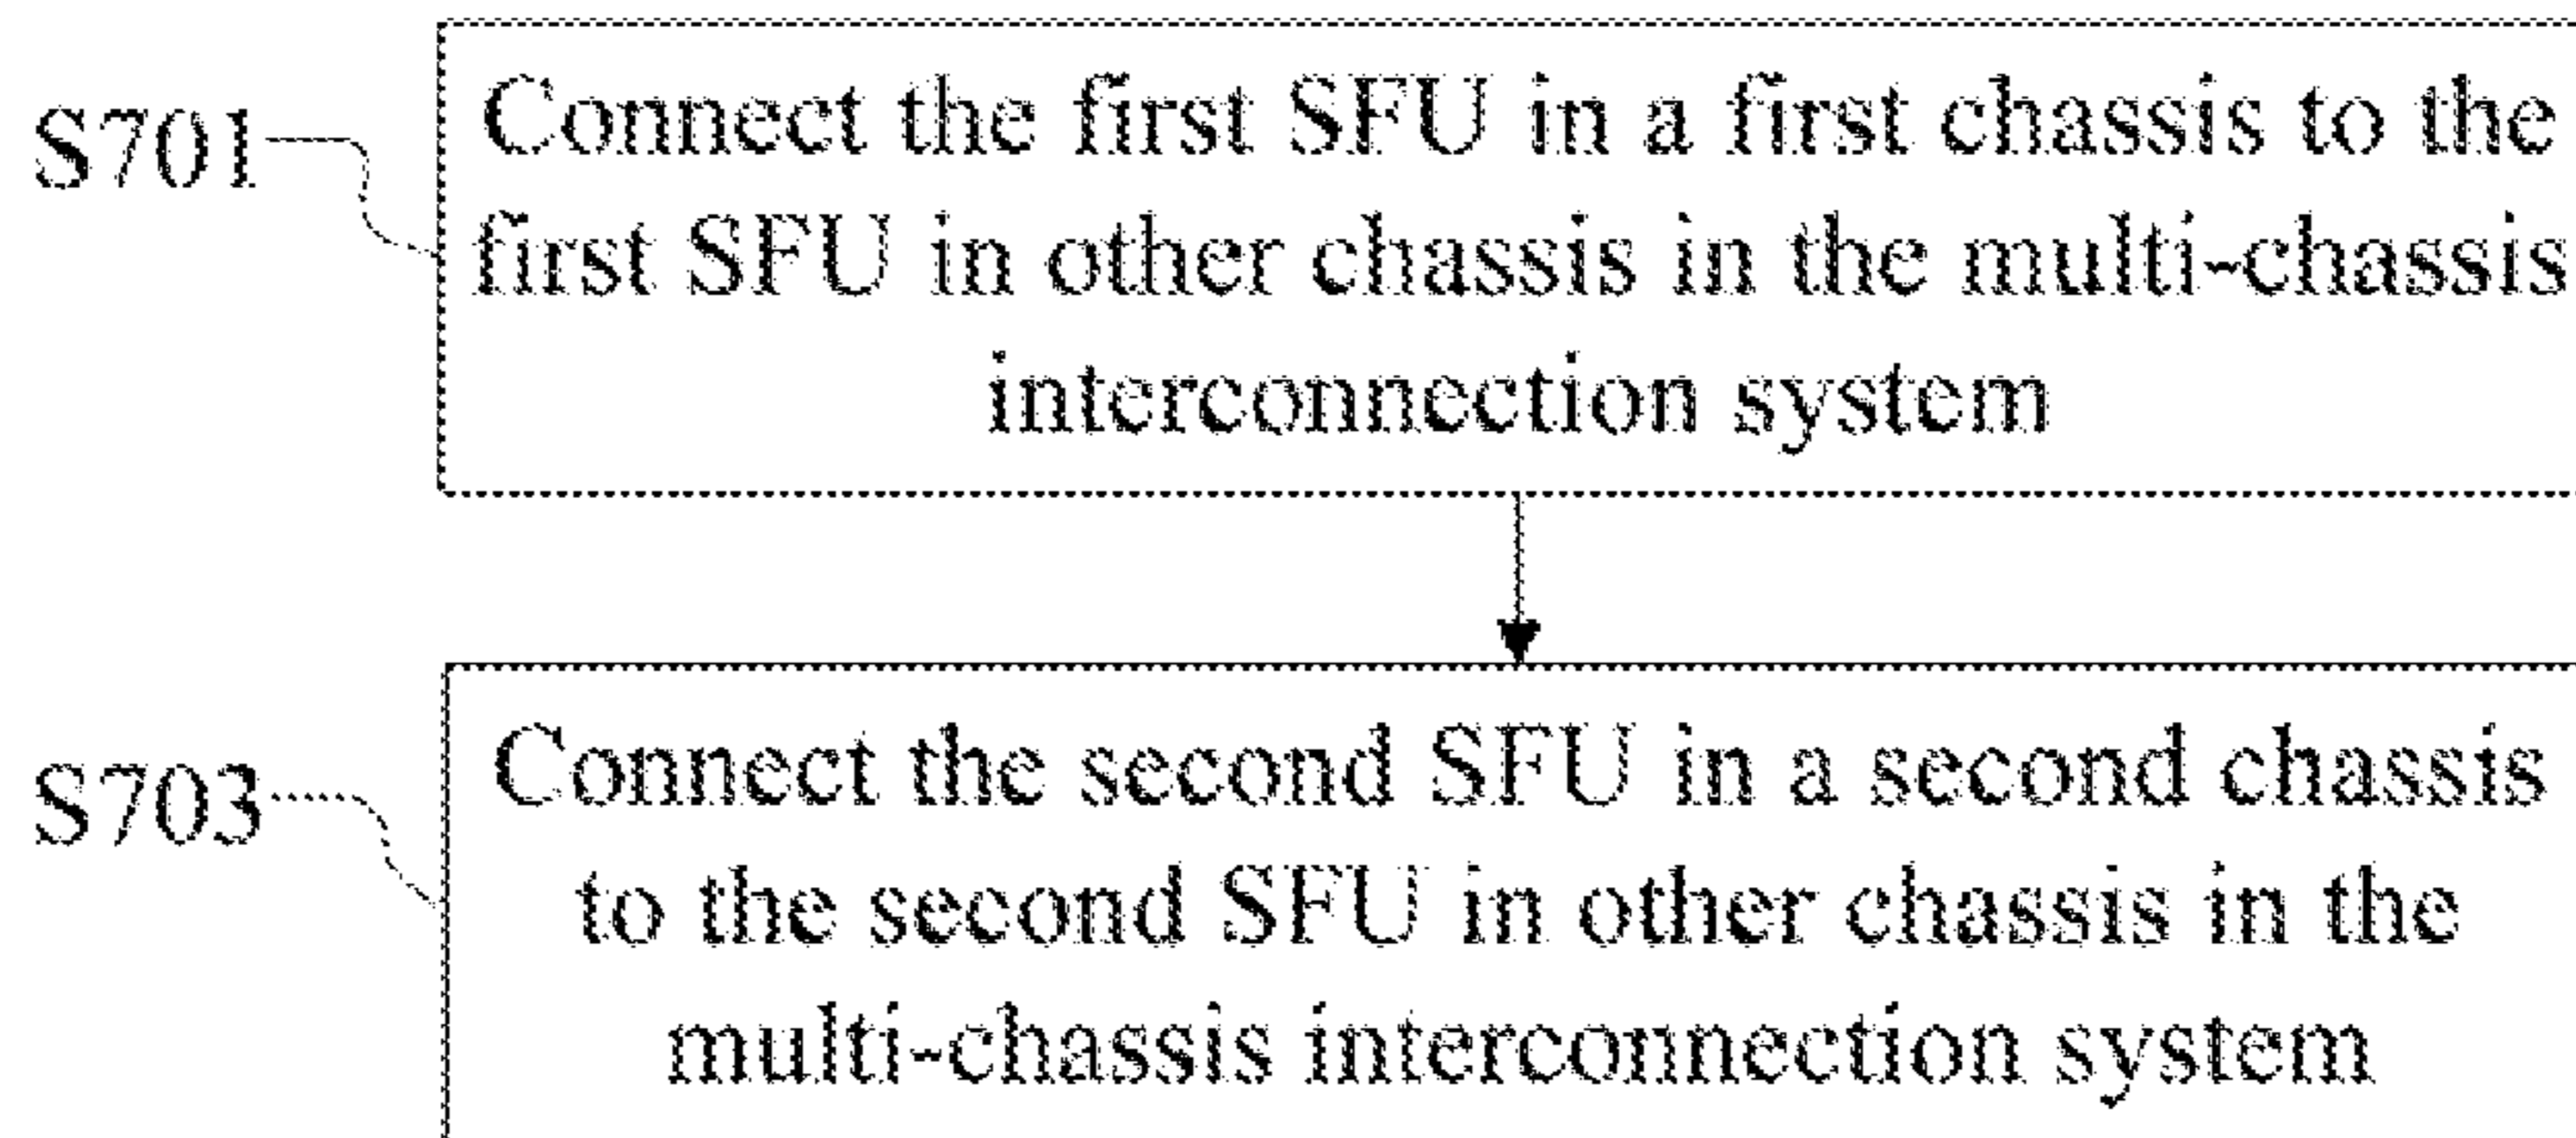 S701
Connect the first SFU in a first chassis to the
first SFU in other chassis in the multi-chassis
interconnection system
S703
Connect the second SFU in a second chassis
to the second SFU in other chassis in the
multi-chassis interconnection system